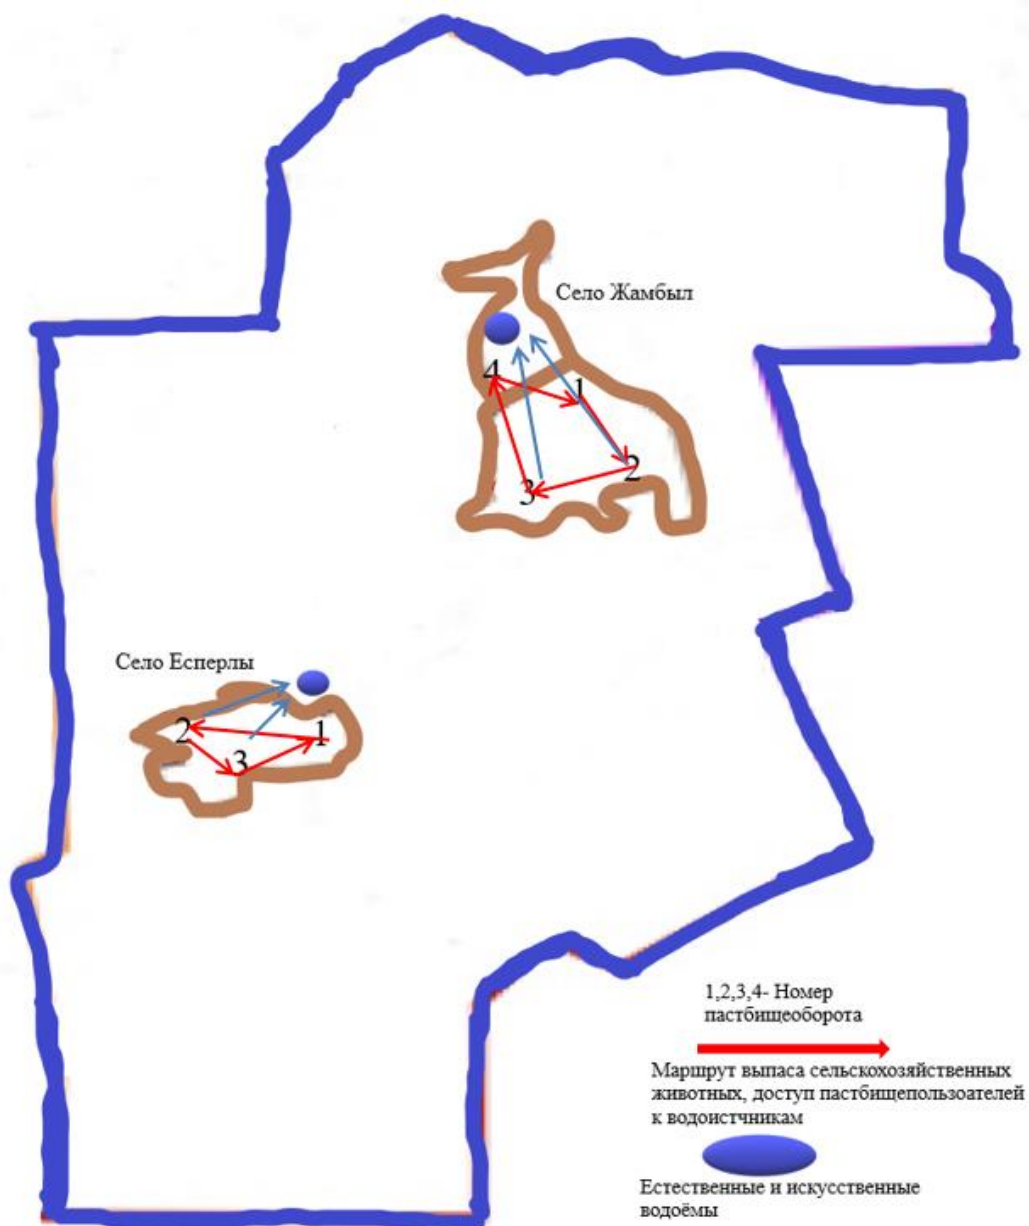 Село Жамбыл
4
1
2
3
Село Есперлы
2
1
3
1,2,3,4- Номер
пастбищеоборота
Маршрут выпаса сельскохозяйственных
животных, доступ пастбищепользоателей
к водоистчникам
Естественные и искусственные
водоёмы